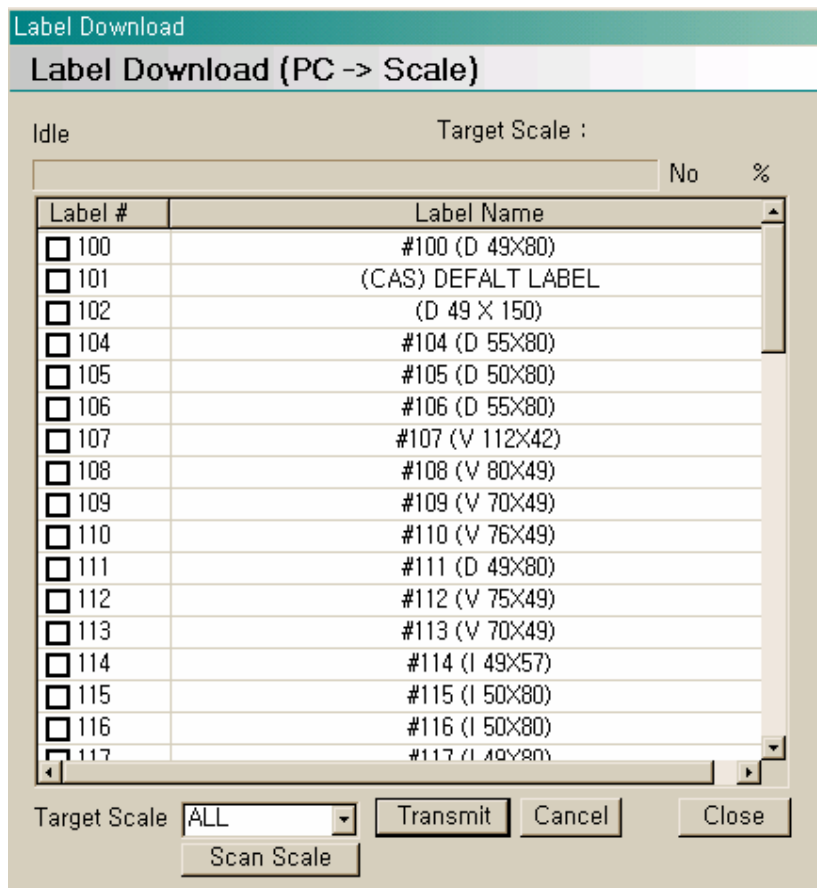 Label Download
Label Download (PC -> Scale)
Idle Target Scale :
No %
Label # Label Name
100 #100 (D 49X80)
101 (CAS) DEFALT LABEL
102 (D 49 X 150)
104 #104 (D 55X80)
105 #105 (D 50X80)
106 #106 (D 55X80)
107 #107 (V 112X42)
108 #108 (V 80X49)
109 #109 (V 70X49)
110 #110 (V 76X49)
111 #111 (D 49X80)
112 #112 (V 75X49)
113 #113 (V 70X49)
114 #114 (I 49X57)
115 #115 (I 50X80)
116 #116 (I 50X80)
117 #117 (I 49X80)
Target Scale ALL Transmit Cancel Close
Scan Scale